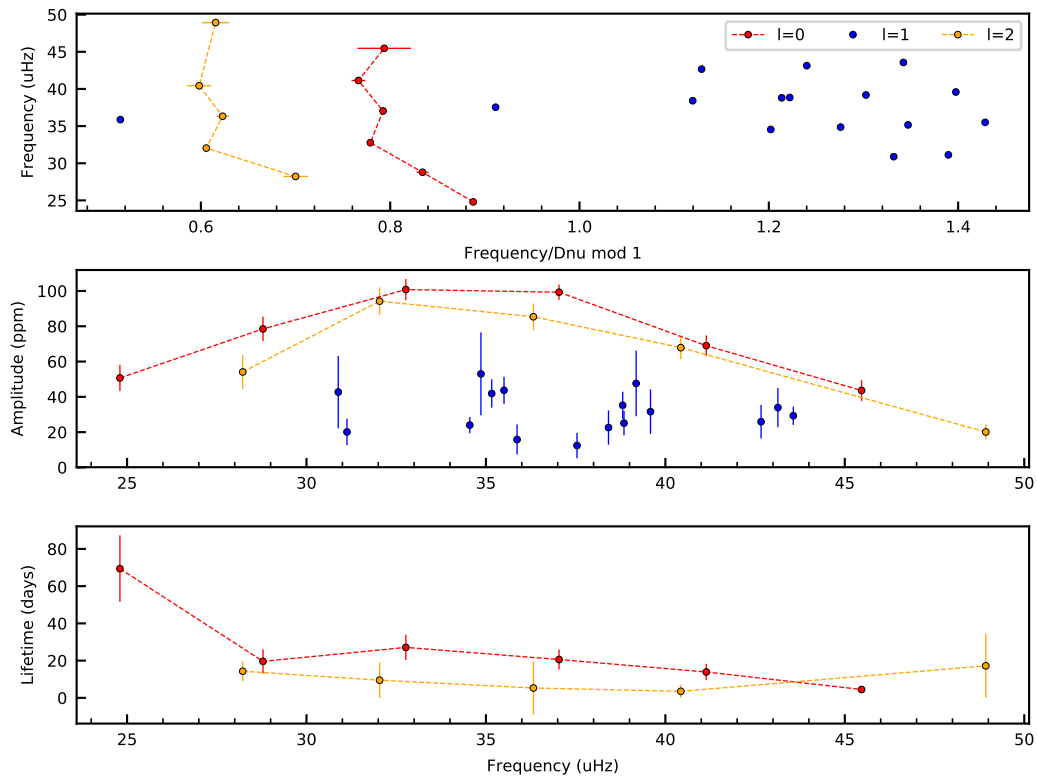 50
45
40
35
30
25
Frequency (uHz)
l=0 l=1 l=2
0.6 0.8 1.0 1.2 1.4
Frequency/Dnu mod 1
100
80
60
40
20
0
Amplitude (ppm)
25 30 35 40 45 50
80
60
40
20
0
Lifetime (days)
25 30 35 40 45 50
Frequency (uHz)